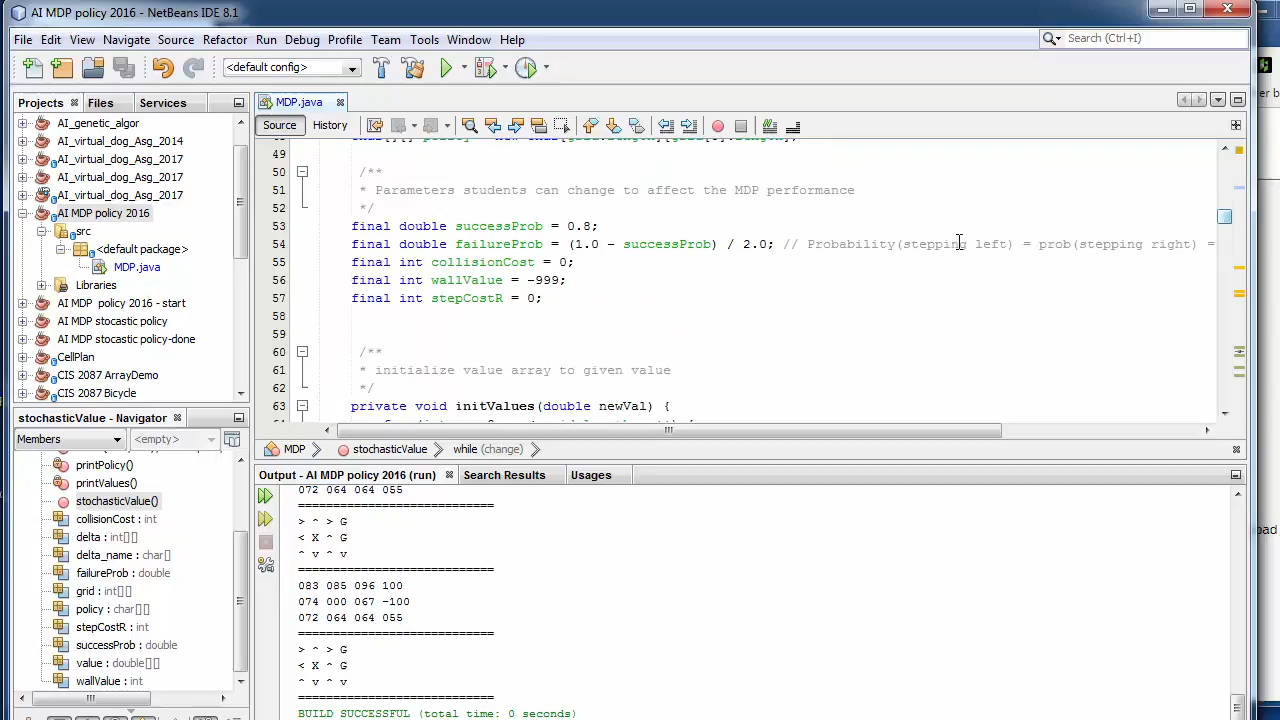 AI MDP policy 2016 - NetBeans IDE 8.1
File Edit View Navigate Source Refactor Run Debug Profile Team Tools Window Help
Search (Ctrl+I)
<default config>
Projects Files Services
MDP.java
Source History
AI_genetic_algor
AI_virtual_dog_Asg_2014
AI_virtual_dog_Asg_2017
AI_virtual_dog_Asg_2017
AI_virtual_dog_Asg_2017
AI MDP policy 2016
src
<default package>
MDP.java
Libraries
AI MDP policy 2016 - start
AI MDP stocastic policy
AI MDP stocastic policy-done
CellPlan
CIS 2087 ArrayDemo
CIS 2087 Bicycle
49
50 /**
51 * Parameters students can change to affect the MDP performance
52 */
53 final double successProb = 0.8;
54 final double failureProb = (1.0 - successProb) / 2.0; // Probability(stepping left) = prob(stepping right) =
55 final int collisionCost = 0;
56 final int wallValue = -999;
57 final int stepCostR = 0;
58
59
60 /**
61 * initialize value array to given value
62 */
63 private void initValues(double newVal) {
MDP stochasticValue while (change)
stochasticValue - Navigator
Members <empty>
printPolicy()
printValues()
stochasticValue()
collisionCost : int
delta : int[][]
delta_name : char[]
failureProb : double
grid : int[][]
policy : char[][]
stepCostR : int
successProb : double
value : double[][]
wallValue : int
Output - AI MDP policy 2016 (run) Search Results Usages
072 064 064 055
============================
> ^ > G
< X ^ G
^ v ^ v
============================
083 085 096 100
074 000 067 -100
072 064 064 055
============================
> ^ > G
< X ^ G
^ v ^ v
============================
BUILD SUCCESSFUL (total time: 0 seconds)